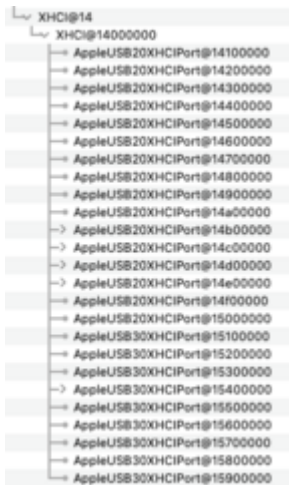 XHCI@14
XHCI@14000000
AppleUSB20XHCIPort@14100000
AppleUSB20XHCIPort@14200000
AppleUSB20XHCIPort@14300000
AppleUSB20XHCIPort@14400000
AppleUSB20XHCIPort@14500000
AppleUSB20XHCIPort@14600000
AppleUSB20XHCIPort@14700000
AppleUSB20XHCIPort@14800000
AppleUSB20XHCIPort@14900000
AppleUSB20XHCIPort@14a00000
AppleUSB20XHCIPort@14b00000
AppleUSB20XHCIPort@14c00000
AppleUSB20XHCIPort@14d00000
AppleUSB20XHCIPort@14e00000
AppleUSB20XHCIPort@14f00000
AppleUSB20XHCIPort@15000000
AppleUSB30XHCIPort@15100000
AppleUSB30XHCIPort@15200000
AppleUSB30XHCIPort@15300000
AppleUSB30XHCIPort@15400000
AppleUSB30XHCIPort@15500000
AppleUSB30XHCIPort@15600000
AppleUSB30XHCIPort@15700000
AppleUSB30XHCIPort@15800000
AppleUSB30XHCIPort@15900000